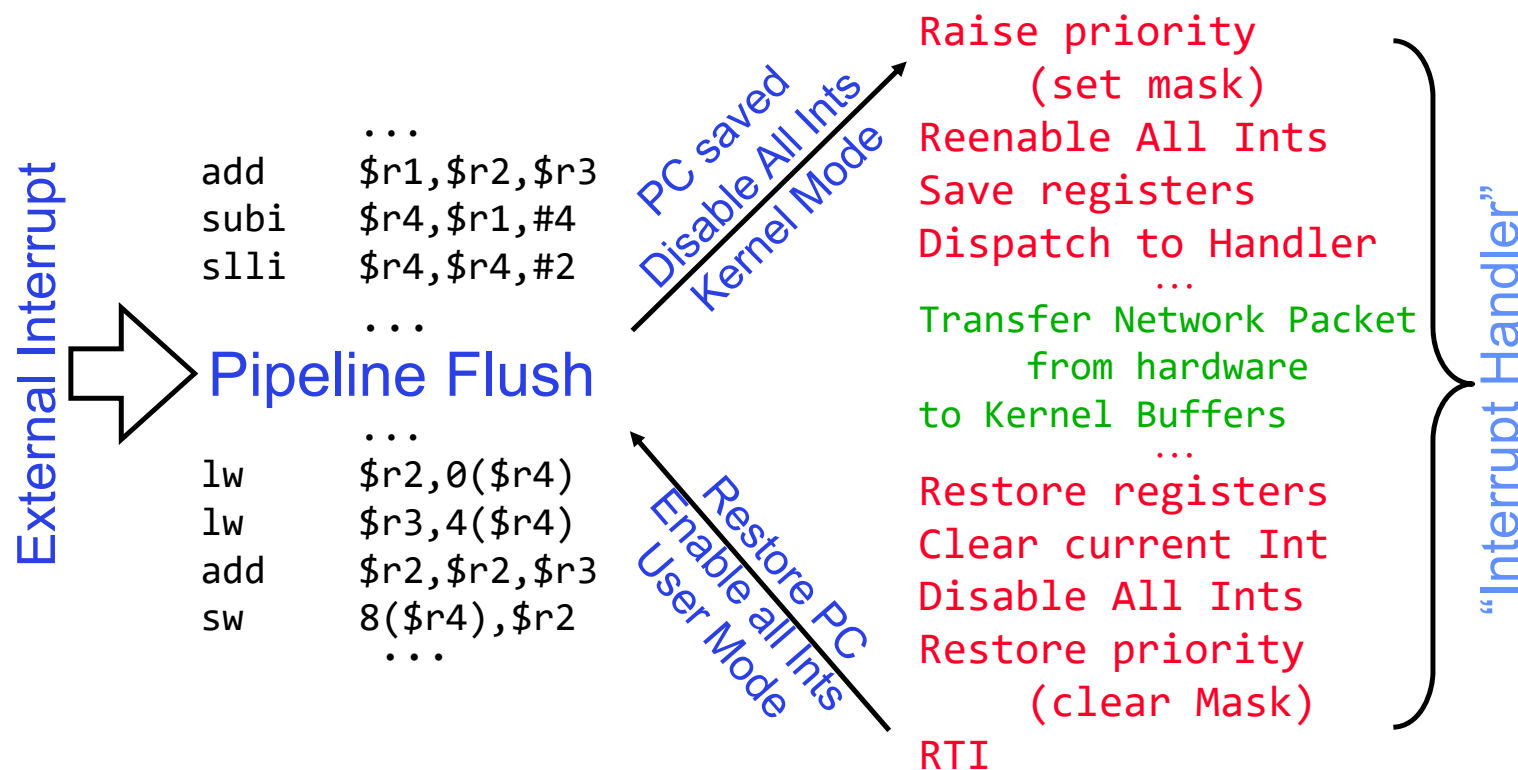 External Interrupt
...
add $r1,$r2,$r3
subi $r4,$r1,#4
slli $r4,$r4,#2
...
Pipeline Flush
...
lw $r2,0($r4)
lw $r3,4($r4)
add $r2,$r2,$r3
sw 8($r4),$r2
...
PC saved
Disable All Ints
Kernel Mode
Raise priority
(set mask)
Reenable All Ints
Save registers
Dispatch to Handler
...
Transfer Network Packet
from hardware
to Kernel Buffers
...
Restore registers
Clear current Int
Disable All Ints
Restore priority
(clear Mask)
RTI
Restore PC
Enable all Ints
User Mode
“Interrupt Handler”